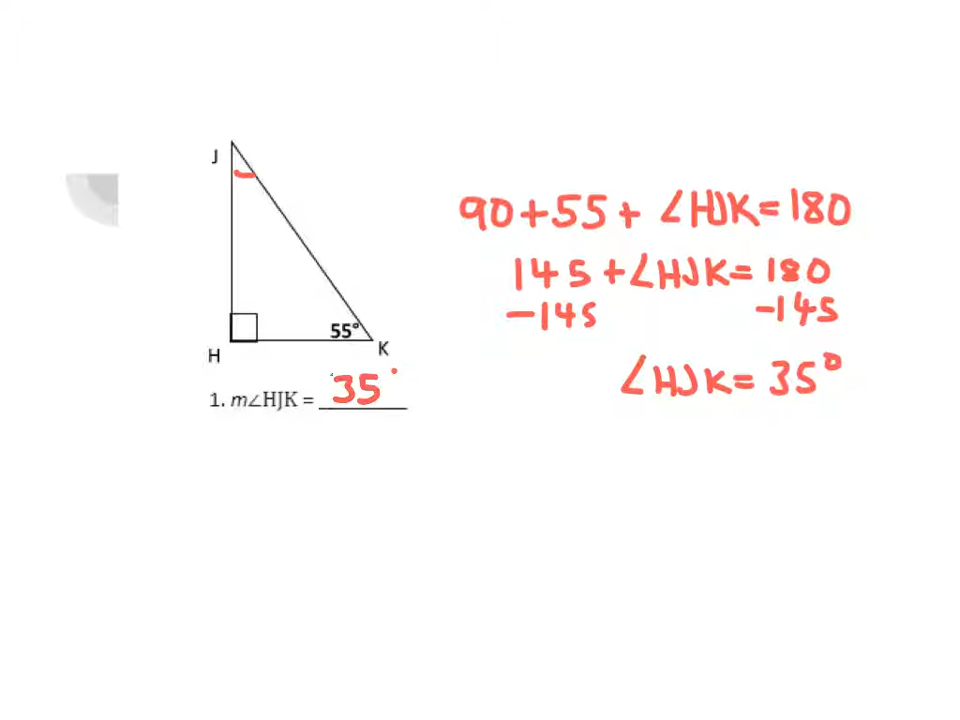 J
90+55+ ∠HJK=180
145 +∠HJK=180
-145 -145
55°
H K
∠HJK= 35°
1. m∠HJK = 35°